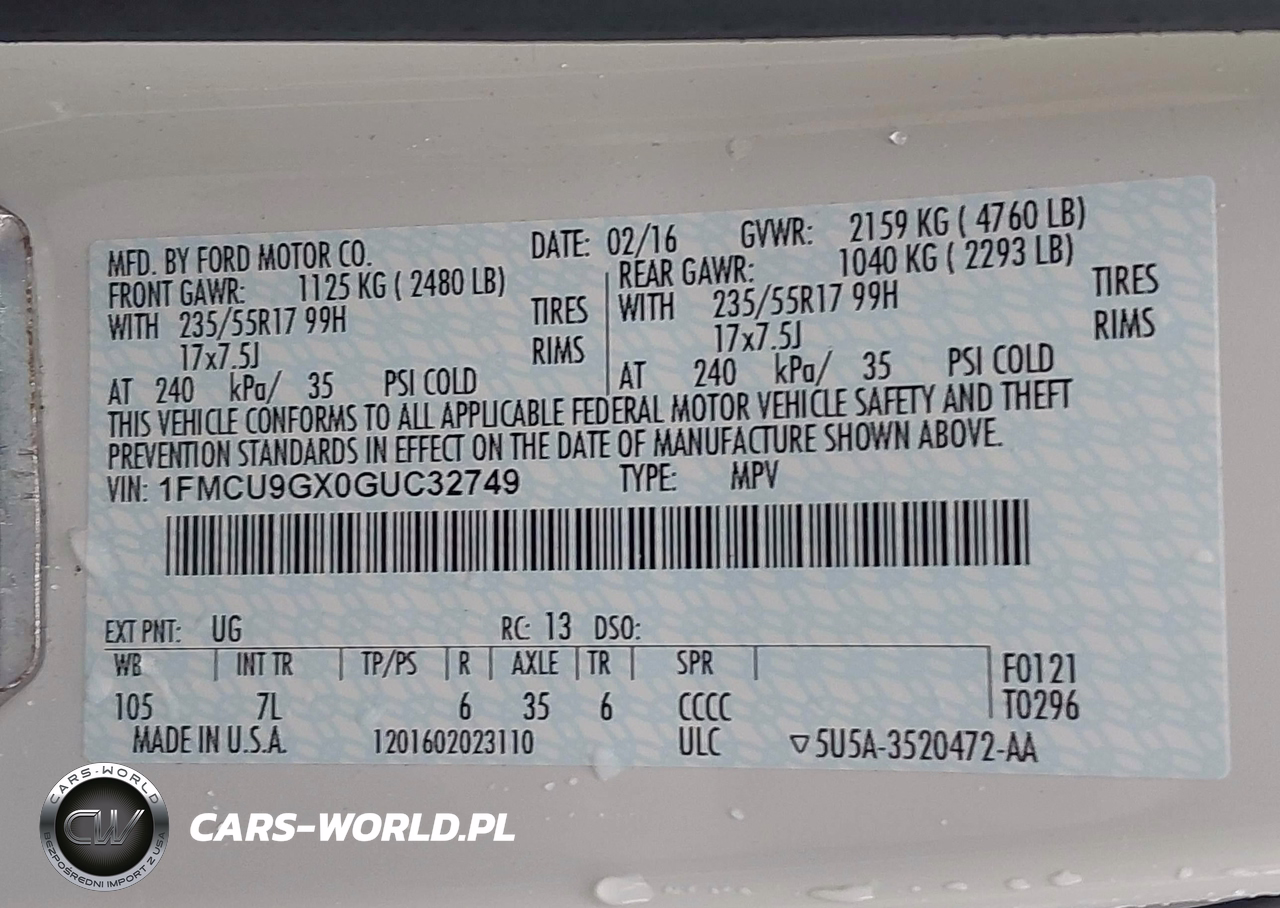 MFD. BY FORD MOTOR CO. DATE: 02/16 GVWR: 2159 KG ( 4760 LB)
FRONT GAWR: 1125 KG ( 2480 LB) REAR GAWR: 1040 KG ( 2293 LB)
WITH 235/55R17 99H TIRES WITH 235/55R17 99H TIRES
17x7.5J RIMS 17x7.5J RIMS
AT 240 kPa/ 35 PSI COLD AT 240 kPa/ 35 PSI COLD
THIS VEHICLE CONFORMS TO ALL APPLICABLE FEDERAL MOTOR VEHICLE SAFETY AND THEFT
PREVENTION STANDARDS IN EFFECT ON THE DATE OF MANUFACTURE SHOWN ABOVE.
VIN: 1FMCU9GX0GUC32749 TYPE: MPV
EXT PNT: UG RC: 13 DSO:
WB INT TR TP/PS R AXLE TR SPR F0121
105 7L 6 35 6 CCCC T0296
MADE IN U.S.A. 1201602023110 ULC ▽5U5A-3520472-AA
CARS-WORLD
CW
BEZPOŚREDNI IMPORT Z USA
CARS-WORLD.PL